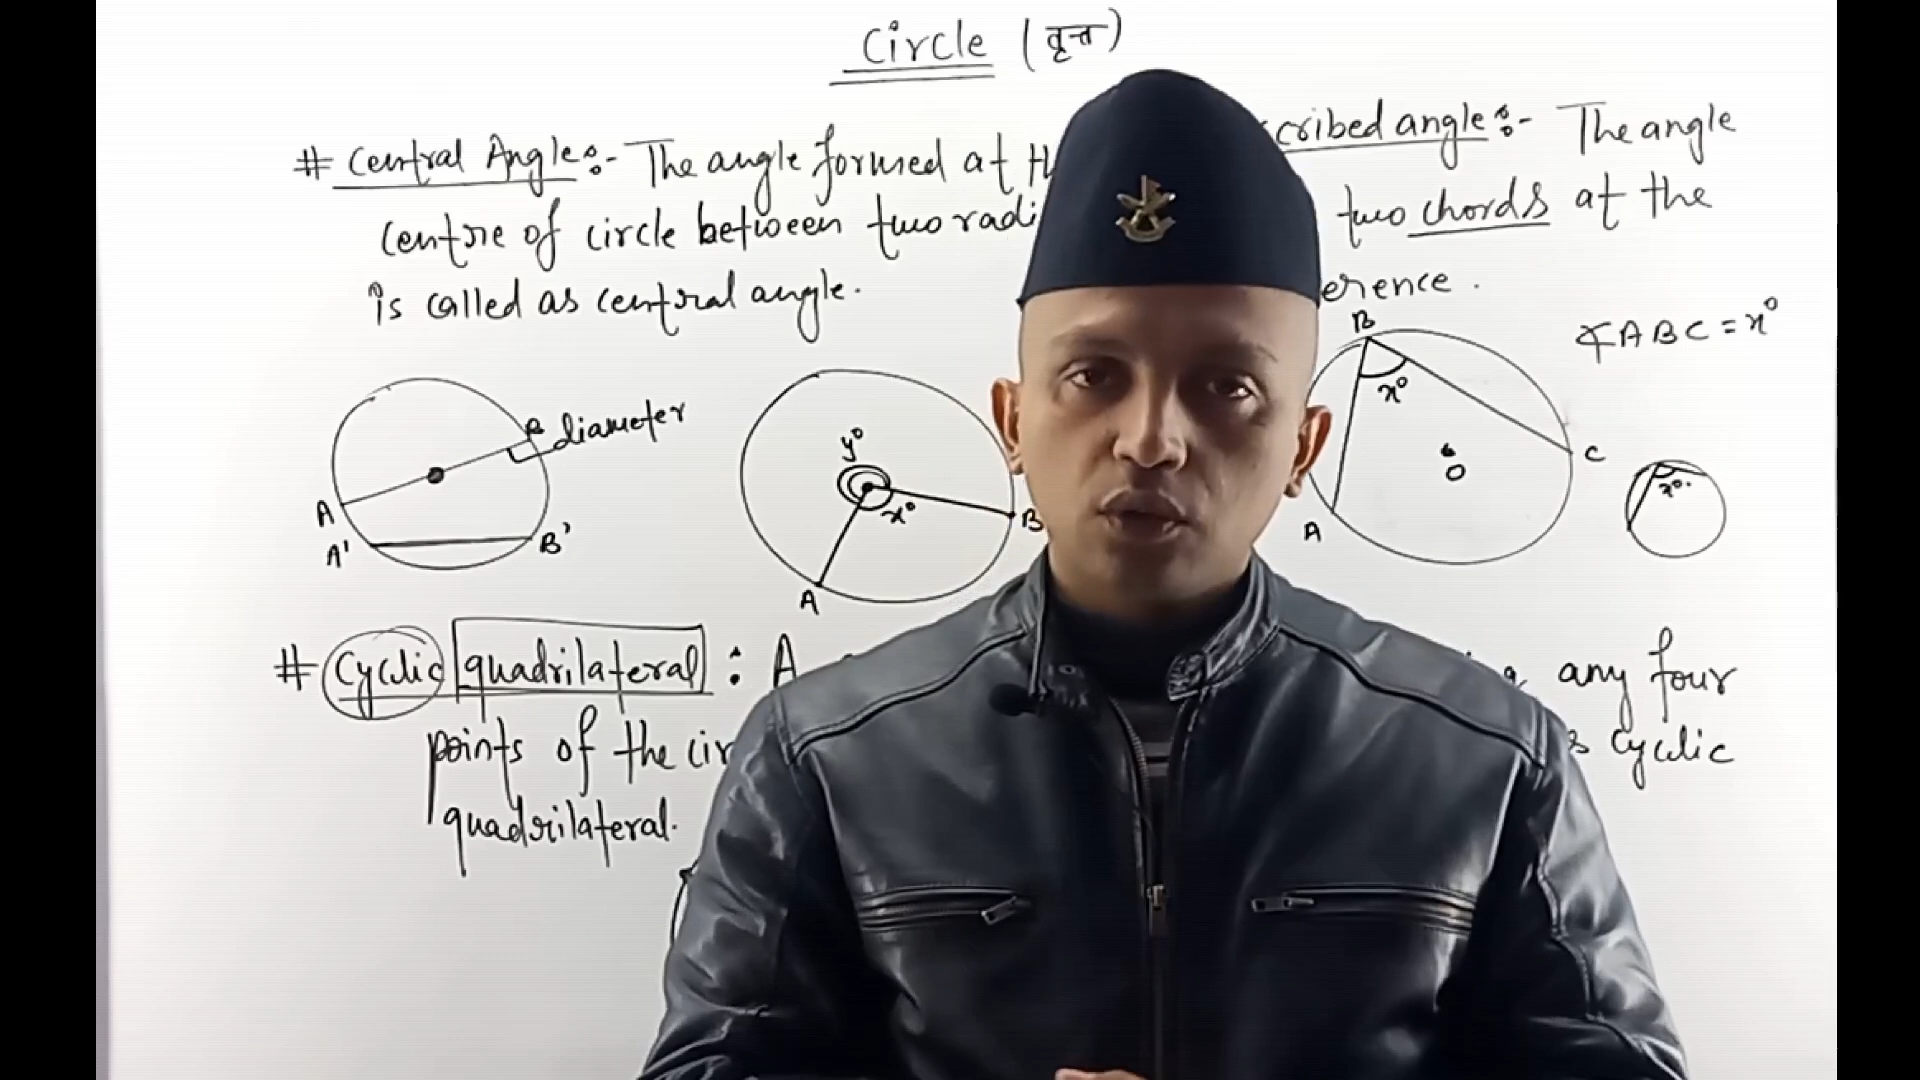 Circle (वृत्त)
# Central Angle :- The angle formed at
centre of circle between two radi
is called as central angle.
scribed angle :- The angle
two chords at the
erence .
∡ABC = x°
A
B
diameter
A'
B'
y°
x°
A
B
B
x°
O
A
C
x°
# Cyclic quadrilateral : A
any four
points of the cir
s cyclic
quadrilateral.